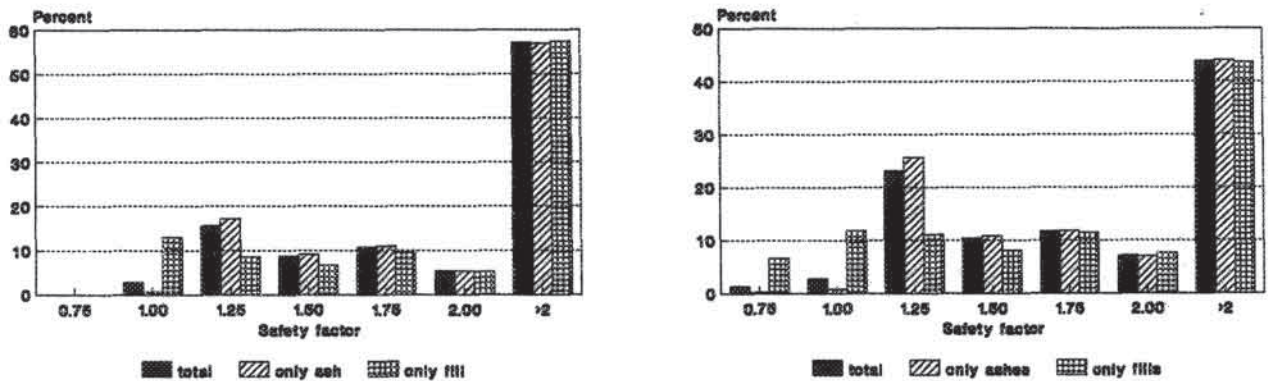 Percent
60
50
40
30
20
10
0
0.75 1.00 1.25 1.50 1.75 2.00 >2
Safety factor
total only ash only fill
Percent
50
40
30
20
10
0
0.75 1.00 1.25 1.50 1.75 2.00 >2
Safety factor
total only ashes only fills